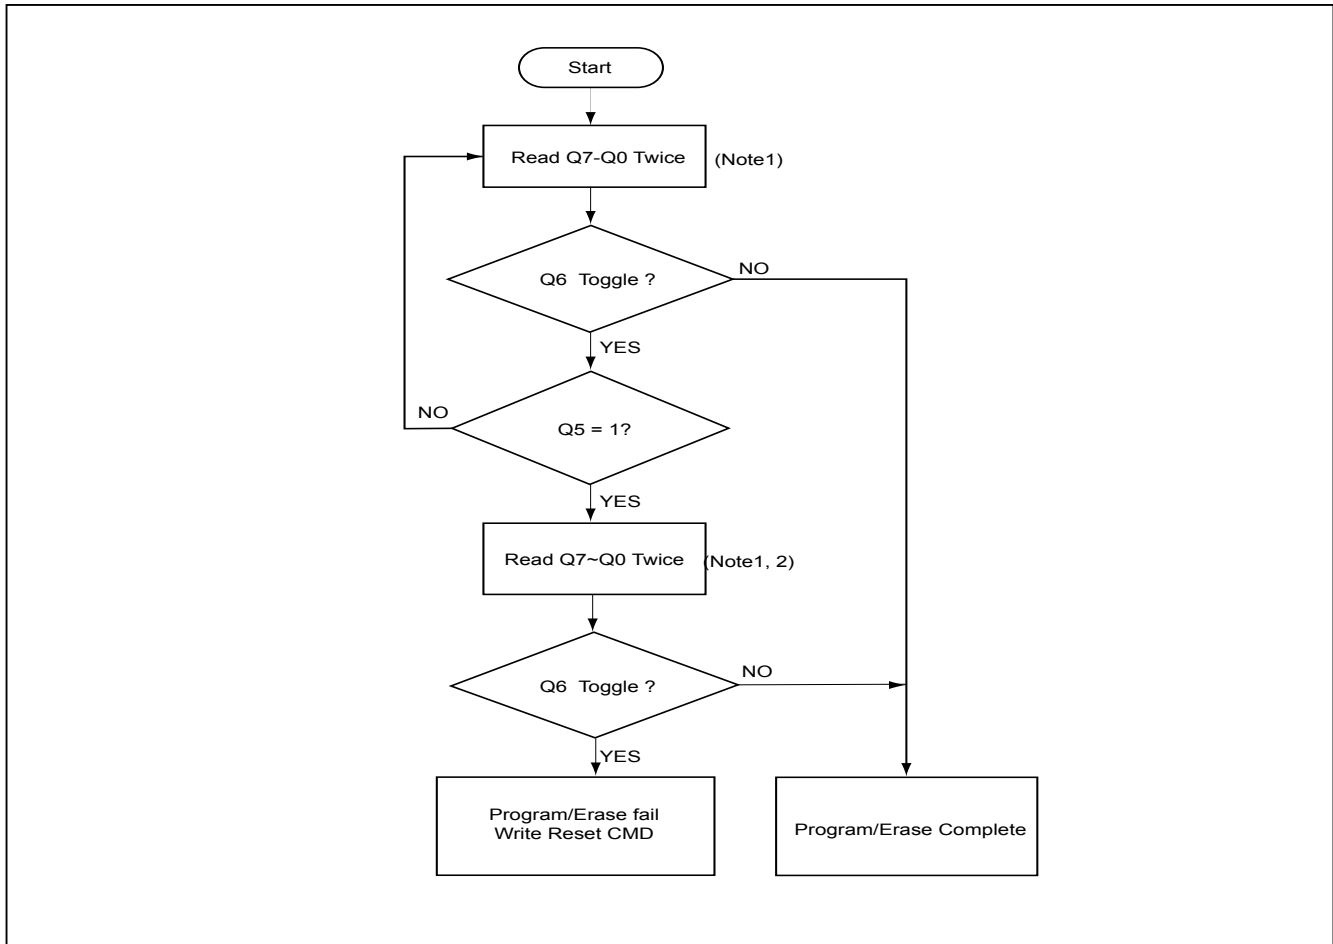 Start
Read Q7-Q0 Twice
(Note1)
Q6 Toggle ?
NO
YES
NO
Q5 = 1?
YES
Read Q7~Q0 Twice
(Note1, 2)
Q6 Toggle ?
NO
YES
Program/Erase fail
Write Reset CMD
Program/Erase Complete